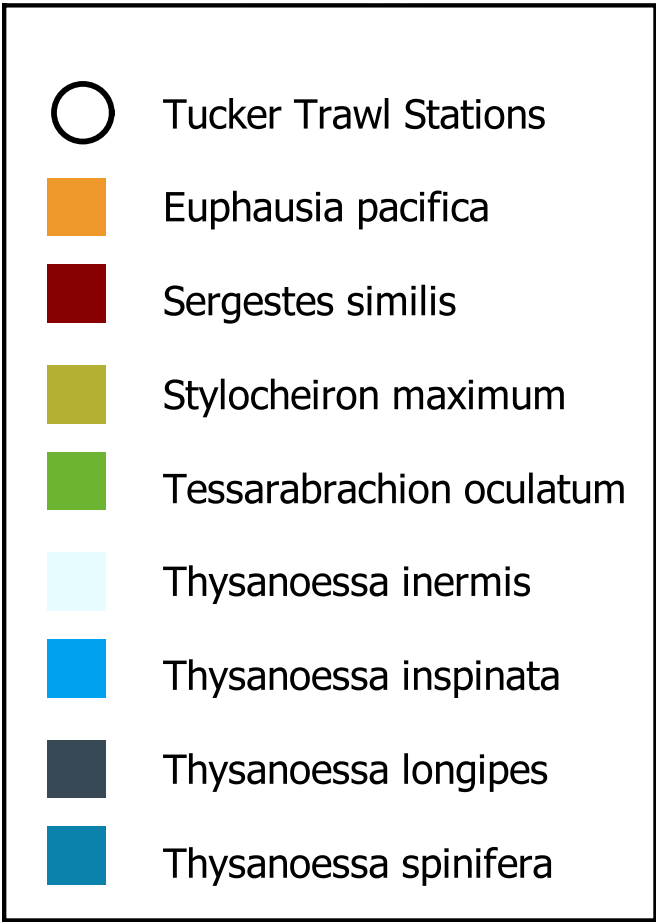 Tucker Trawl Stations
Euphausia pacifica
Sergestes similis
Stylocheiron maximum
Tessarabrachion oculatum
Thysanoessa inermis
Thysanoessa inspinata
Thysanoessa longipes
Thysanoessa spinifera